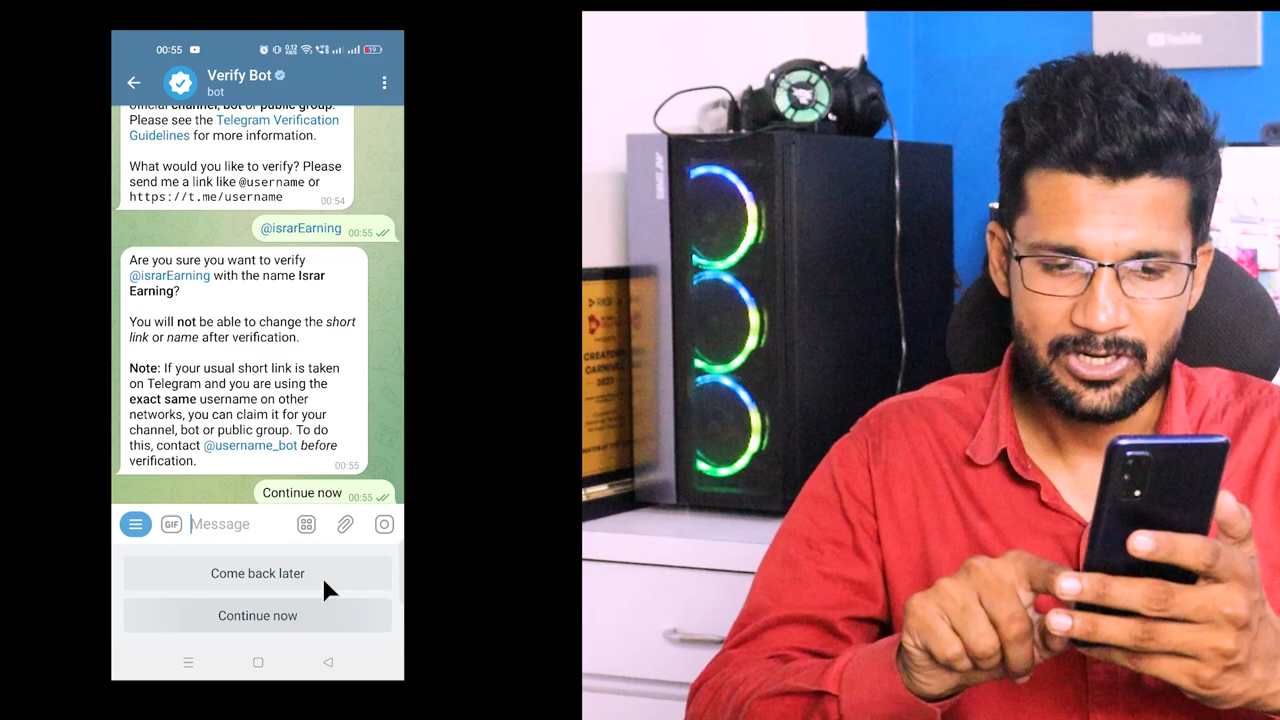 00:55
19
Verify Bot
bot
official channel, bot or public group.
Please see the Telegram Verification
Guidelines for more information.
What would you like to verify? Please
send me a link like @username or
https://t.me/username
00:54
@israrEarning 00:55
Are you sure you want to verify
@israrEarning with the name Israr
Earning?
You will not be able to change the short
link or name after verification.
Note: If your usual short link is taken
on Telegram and you are using the
exact same username on other
networks, you can claim it for your
channel, bot or public group. To do
this, contact @username_bot before
verification.
00:55
Continue now 00:55
GIF Message
Come back later
Continue now
YouTube
CREATOR
CARNIVAL
2023